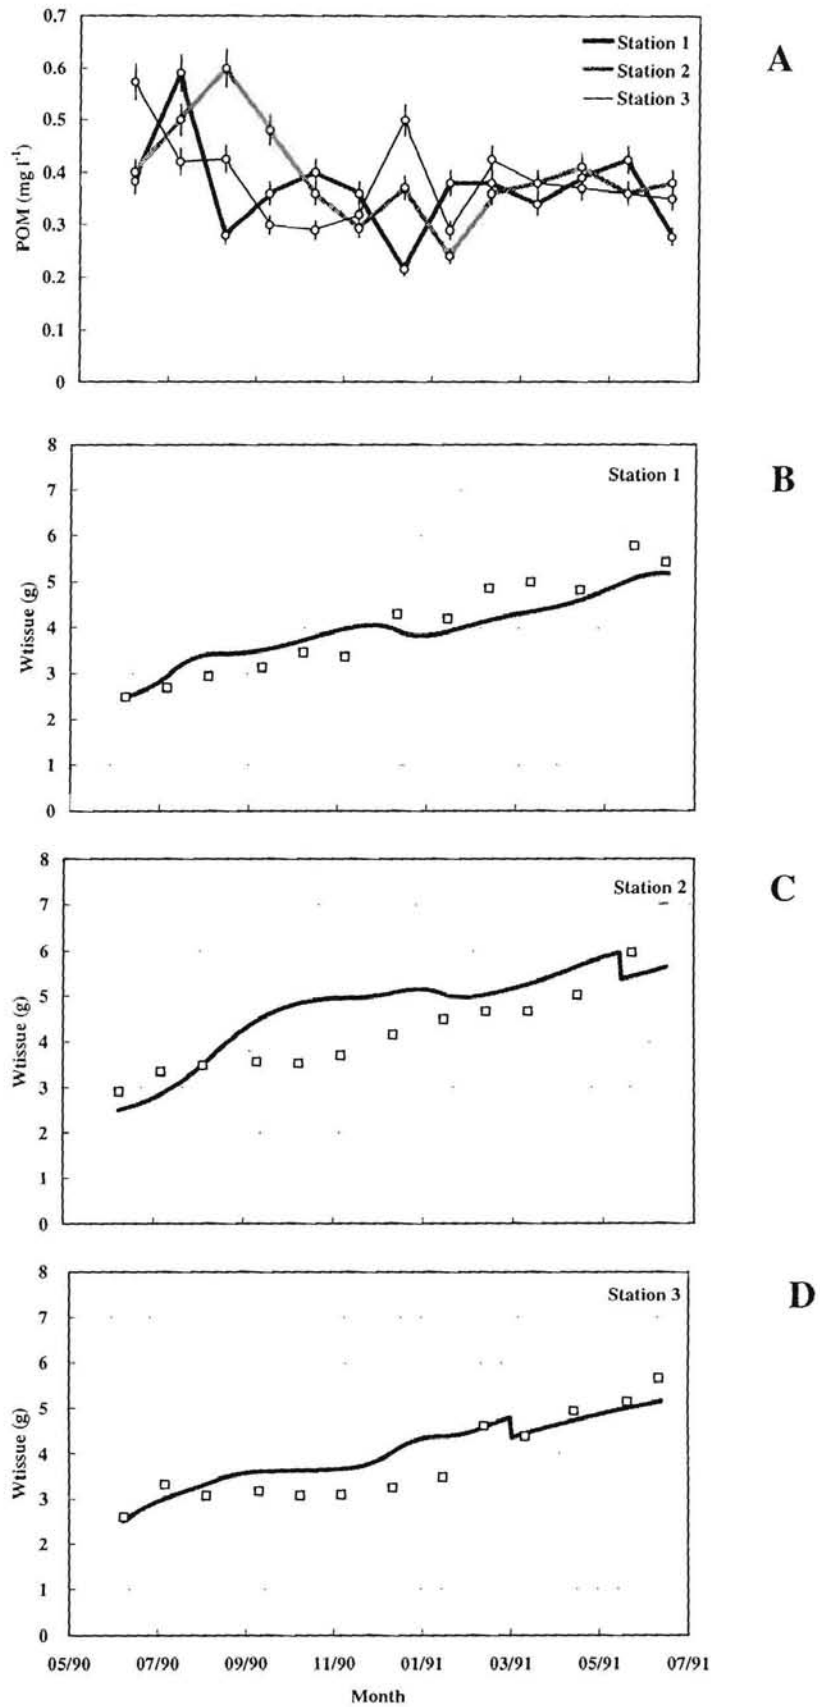 0.7
0.6
0.5
0.4
0.3
0.2
0.1
0
POM (mg l⁻¹)
Station 1
Station 2
Station 3
A
8
7
6
5
4
3
2
1
0
Wtissue (g)
Station 1
B
8
7
6
5
4
3
2
1
0
Wtissue (g)
Station 2
C
8
7
6
5
4
3
2
1
0
Wtissue (g)
Station 3
D
05/90 07/90 09/90 11/90 01/91 03/91 05/91 07/91
Month